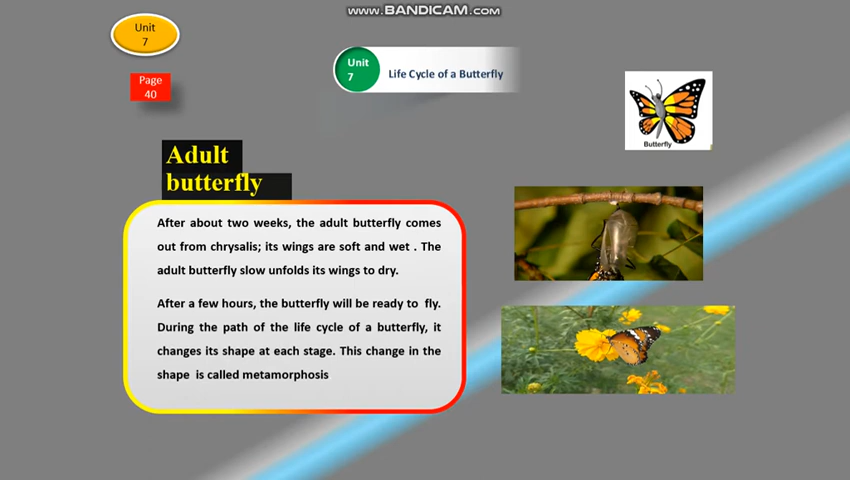 www.BANDICAM.com
Unit
7
Page
40
Unit
7
Life Cycle of a Butterfly
Butterfly
Adult
butterfly
After about two weeks, the adult butterfly comes
out from chrysalis; its wings are soft and wet . The
adult butterfly slow unfolds its wings to dry.
After a few hours, the butterfly will be ready to fly.
During the path of the life cycle of a butterfly, it
changes its shape at each stage. This change in the
shape is called metamorphosis